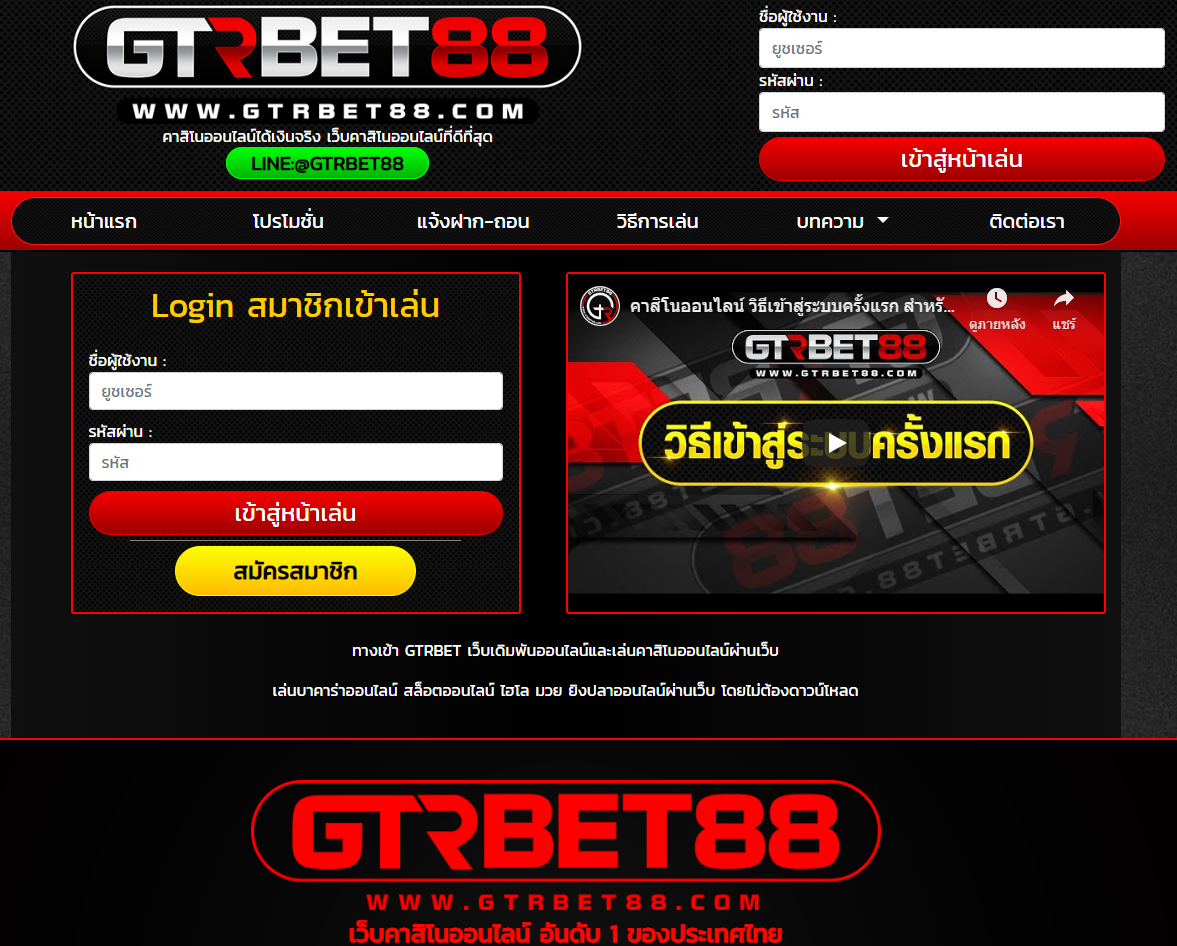 GTRBET88
WWW.GTRBET88.COM
คาสิโนออนไลน์ได้เงินจริง เว็บคาสิโนออนไลน์ที่ดีที่สุด
LINE:@GTRBET88
ชื่อผู้ใช้งาน :
ยูชเซอร์
รหัสผ่าน :
รหัส
เข้าสู่หน้าเล่น
หน้าแรก โปรโมชั่น แจ้งฝาก-ถอน วิธีการเล่น บทความ ติดต่อเรา
Login สมาชิกเข้าเล่น
ชื่อผู้ใช้งาน :
ยูชเซอร์
รหัสผ่าน :
รหัส
เข้าสู่หน้าเล่น
สมัครสมาชิก
คาสิโนออนไลน์ วิธีเข้าสู่ระบบครั้งแรก สำหรั...
ดูภายหลัง แชร์
GTRBET88
WWW.GTRBET88.COM
วิธีเข้าสู่ระบบครั้งแรก
ทางเข้า GTRBET เว็บเดิมพันออนไลน์และเล่นคาสิโนออนไลน์ผ่านเว็บ
เล่นบาคาร่าออนไลน์ สล็อตออนไลน์ ไฮโล มวย ยิงปลาออนไลน์ผ่านเว็บ โดยไม่ต้องดาวน์โหลด
GTRBET88
WWW.GTRBET88.COM
เว็บคาสิโนออนไลน์ อันดับ 1 ของประเทศไทย